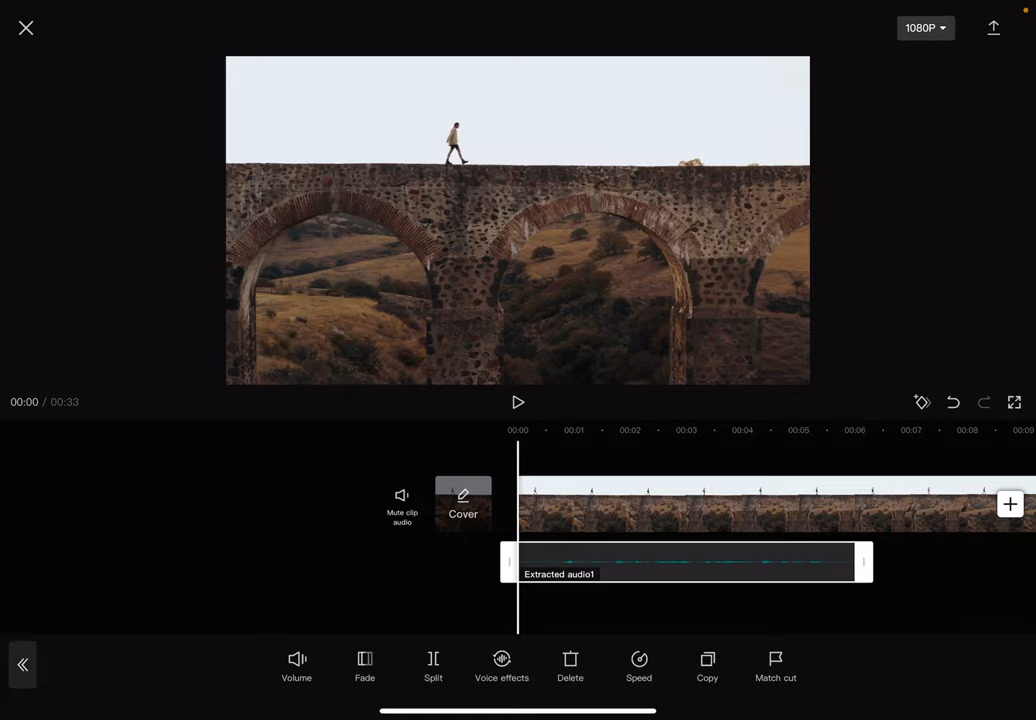 1080P
00:00 / 00:33
00:00 00:01 00:02 00:03 00:04 00:05 00:06 00:07 00:08 00:09
Mute clip
audio
Cover
Extracted audio1
Volume Fade Split Voice effects Delete Speed Copy Match cut